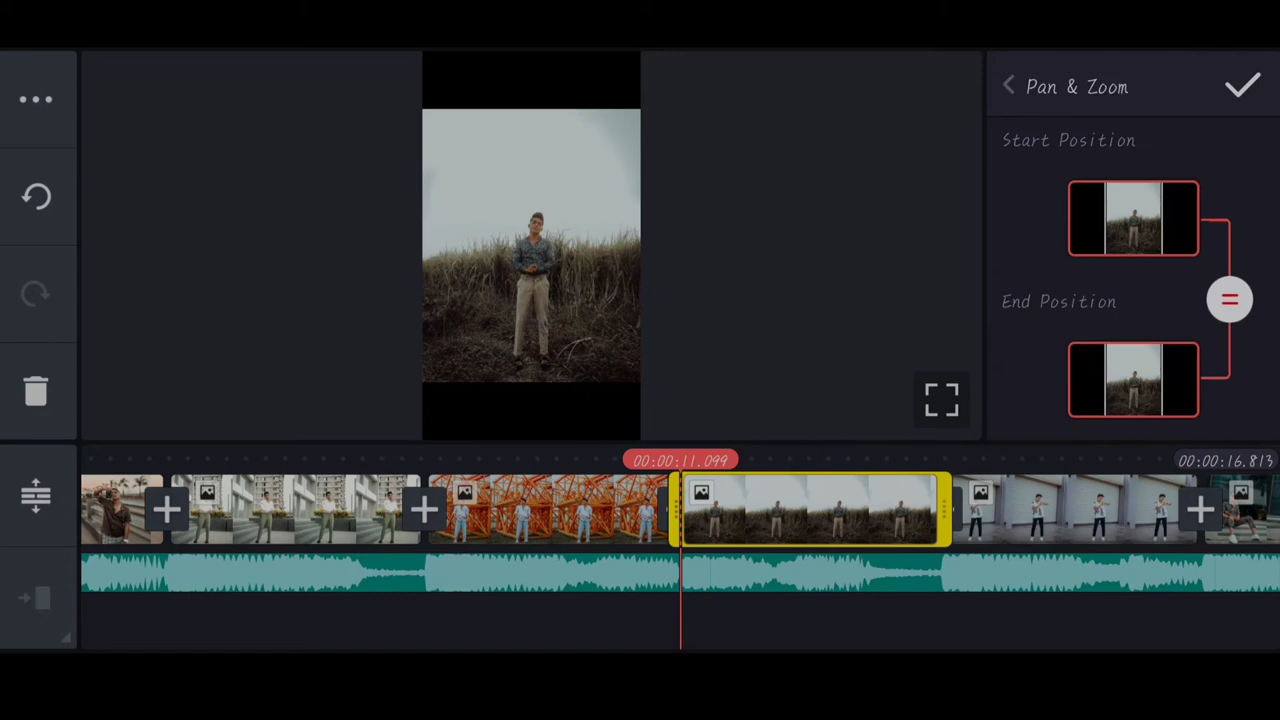 Pan & Zoom
Start Position
End Position
00:00:11.099
00:00:16.813